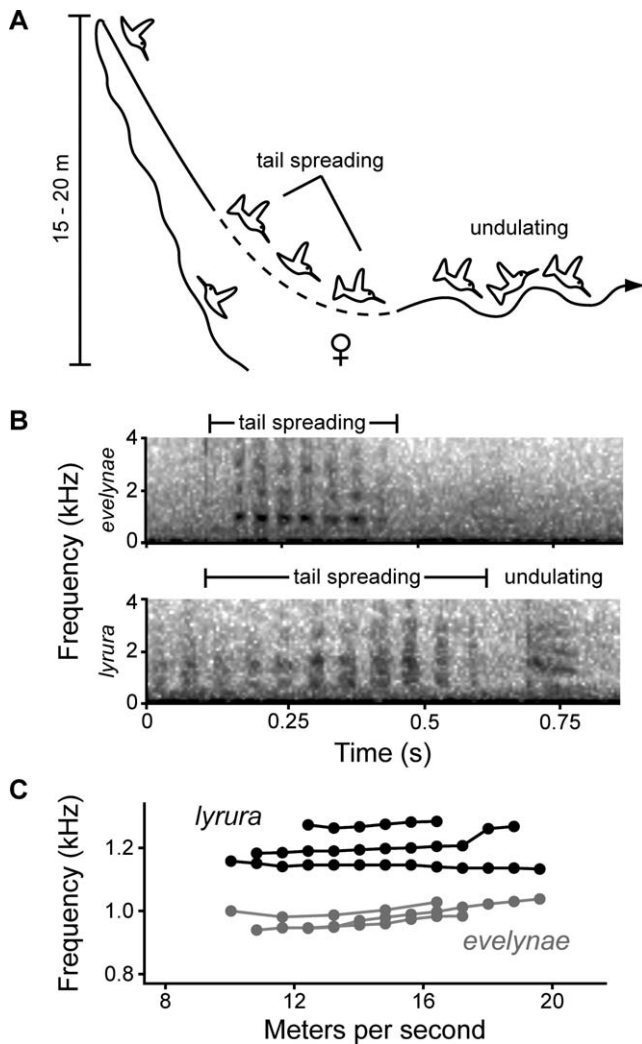 A
15 - 20 m
tail spreading
undulating
♀
B
tail spreading
Frequency (kHz)
evelynae
4
2
0
tail spreading
undulating
lyrura
4
2
0
0
0.25
0.5
0.75
Time (s)
C
Frequency (kHz)
lyrura
1.2
1.0
evelynae
0.8
8
12
16
20
Meters per second